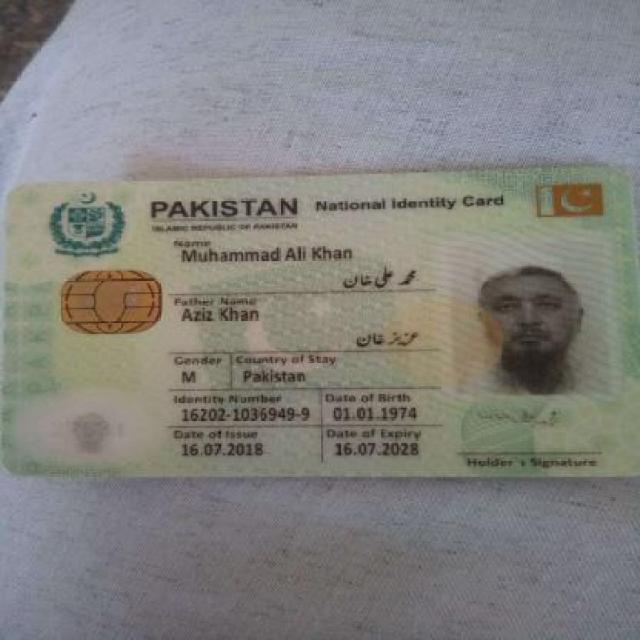 PAKISTAN National Identity Card
ISLAMIC REPUBLIC OF PAKISTAN
Name
Muhammad Ali Khan
محمد علی خان
Father Name
Aziz Khan
عزیز خان
Gender Country of Stay
M Pakistan
Identity Number Date of Birth
16202-1036949-9 01.01.1974
Date of Issue Date of Expiry
16.07.2018 16.07.2028
Holder's Signature